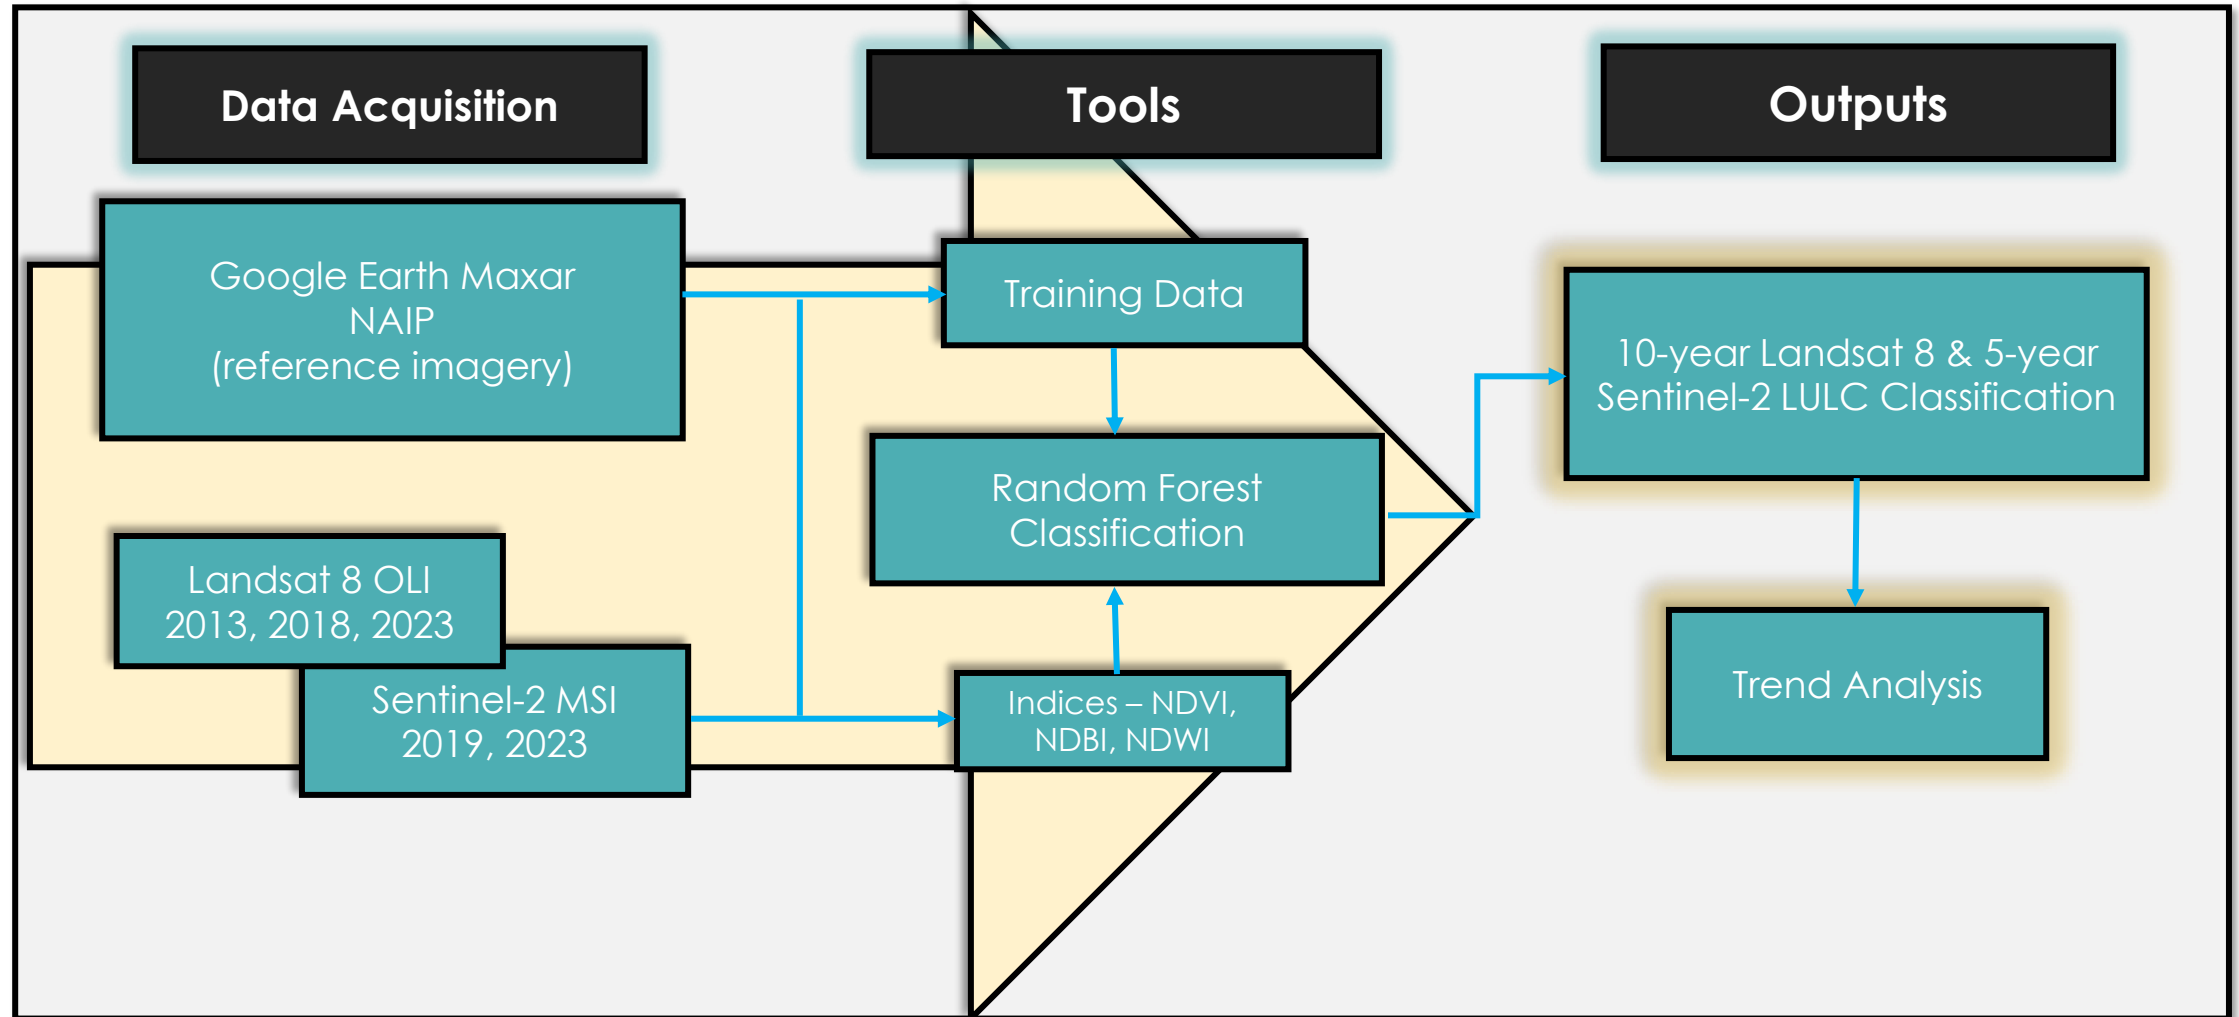 Data Acquisition
Tools
Outputs
Google Earth Maxar
NAIP
(reference imagery)
Landsat 8 OLI
2013, 2018, 2023
Sentinel-2 MSI
2019, 2023
Training Data
Random Forest
Classification
Indices – NDVI,
NDBI, NDWI
10-year Landsat 8 & 5-year
Sentinel-2 LULC Classification
Trend Analysis